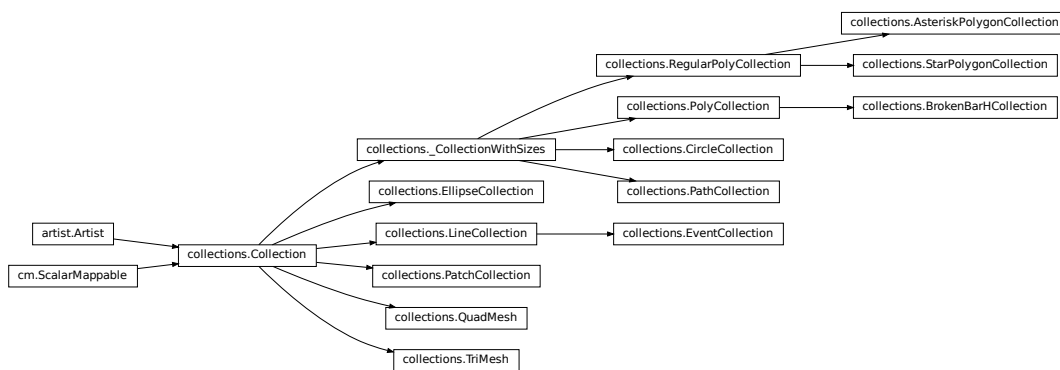 collections.AsteriskPolygonCollection
collections.RegularPolyCollection
collections.StarPolygonCollection
collections.PolyCollection
collections.BrokenBarHCollection
collections._CollectionWithSizes
collections.CircleCollection
collections.EllipseCollection
collections.PathCollection
artist.Artist
collections.LineCollection
collections.EventCollection
collections.Collection
cm.ScalarMappable
collections.PatchCollection
collections.QuadMesh
collections.TriMesh